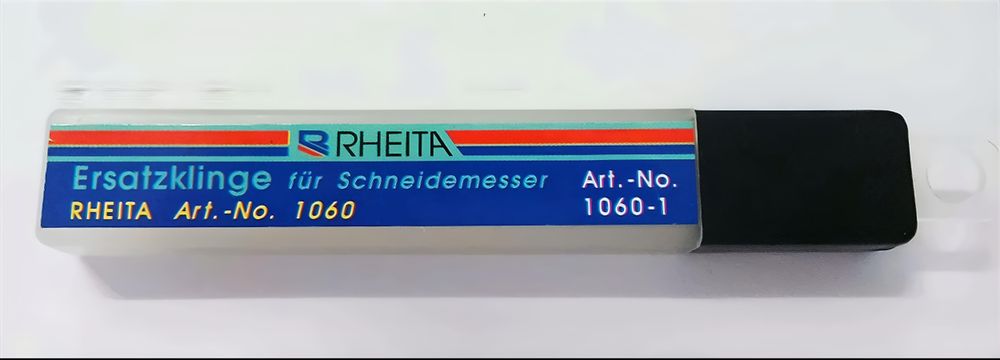 RHEITA
Ersatzklinge für Schneidemesser
RHEITA Art.-No. 1060
Art.-No.
1060-1